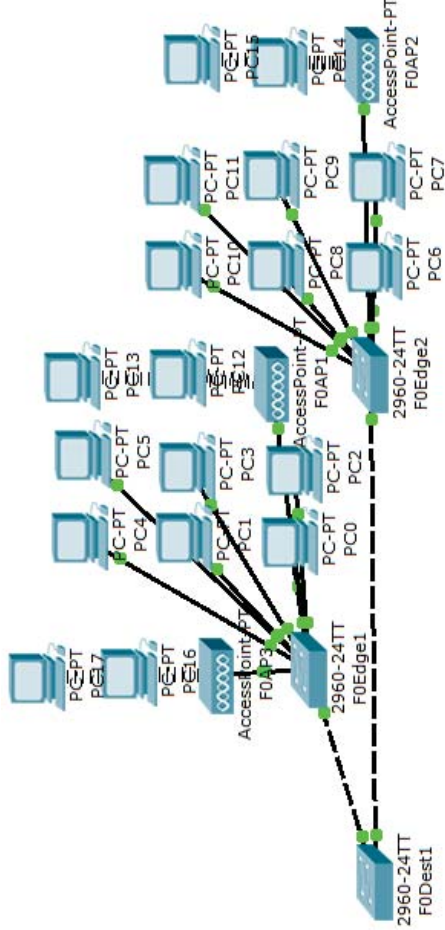 PC-PT
PC17
PC-PT
PC16
AccessPoint-PT
F0AP3
PC-PT
PC4
PC-PT
PC5
PC-PT
PC1
PC-PT
PC3
PC-PT
PC0
PC-PT
PC2
PC-PT
PC13
PC-PT
PC12
AccessPoint-PT
F0AP1
PC-PT
PC10
PC-PT
PC11
PC-PT
PC8
PC-PT
PC9
PC-PT
PC6
PC-PT
PC7
PC-PT
PC15
PC-PT
PC14
AccessPoint-PT
F0AP2
2960-24TT
F0Dest1
2960-24TT
F0Edge1
2960-24TT
F0Edge2